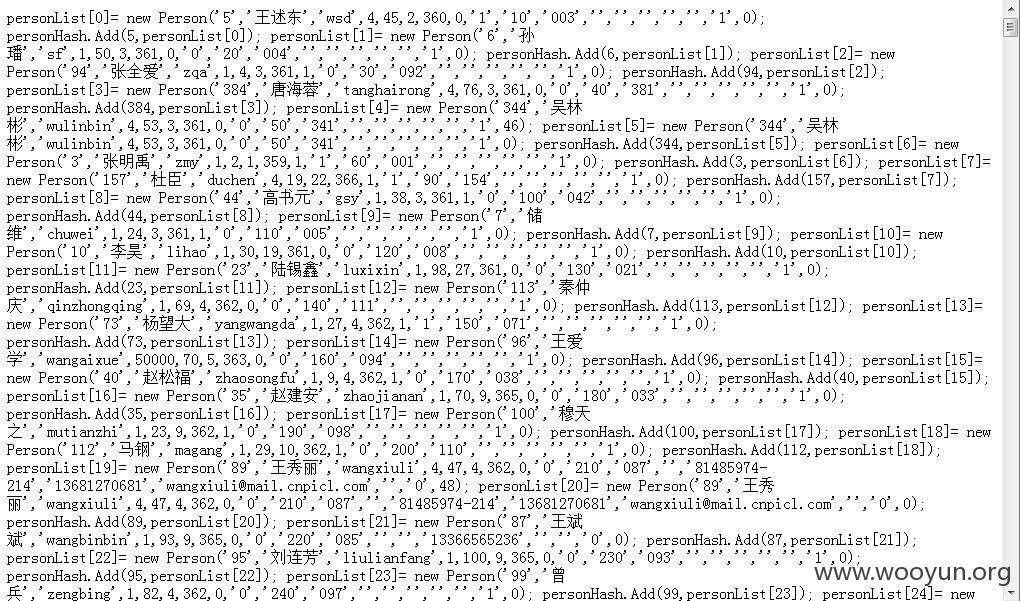 personList[0]= new Person('5','王述东','wsd',4,45,2,360,0,'1','10','003','','','','','','1',0);
personHash.Add(5,personList[0]); personList[1]= new Person('6','孙
璠','sf',1,50,3,361,0,'0','20','004','','','','','','1',0); personHash.Add(6,personList[1]); personList[2]= new
Person('94','张全爱','zqa',1,4,3,361,1,'0','30','092','','','','','','1',0); personHash.Add(94,personList[2]);
personList[3]= new Person('384','唐海蓉','tanghairong',4,76,3,361,0,'0','40','381','','','','','','1',0);
personHash.Add(384,personList[3]); personList[4]= new Person('344','吴林
彬','wulinbin',4,53,3,361,0,'0','50','341','','','','','','1',46); personList[5]= new Person('344','吴林
彬','wulinbin',4,53,3,361,0,'0','50','341','','','','','','1',0); personHash.Add(344,personList[5]); personList[6]= new
Person('3','张明禹','zmy',1,2,1,359,1,'1','60','001','','','','','','1',0); personHash.Add(3,personList[6]); personList[7]=
new Person('157','杜臣','duchen',4,19,22,366,1,'1','90','154','','','','','','1',0); personHash.Add(157,personList[7]);
personList[8]= new Person('44','高书元','gsy',1,38,3,361,1,'0','100','042','','','','','','1',0);
personHash.Add(44,personList[8]); personList[9]= new Person('7','储
维','chuwei',1,24,3,361,1,'0','110','005','','','','','','1',0); personHash.Add(7,personList[9]); personList[10]= new
Person('10','李昊','lihao',1,30,19,361,0,'0','120','008','','','','','','1',0); personHash.Add(10,personList[10]);
personList[11]= new Person('23','陆锡鑫','luxixin',1,98,27,361,0,'0','130','021','','','','','','1',0);
personHash.Add(23,personList[11]); personList[12]= new Person('113','秦仲
庆','qinzhongqing',1,69,4,362,0,'0','140','111','','','','','','1',0); personHash.Add(113,personList[12]); personList[13]=
new Person('73','杨望大','yangwangda',1,27,4,362,1,'1','150','071','','','','','','1',0);
personHash.Add(73,personList[13]); personList[14]= new Person('96','王爱
学','wangaixue',50000,70,5,363,0,'0','160','094','','','','','','1',0); personHash.Add(96,personList[14]); personList[15]=
new Person('40','赵松福','zhaosongfu',1,9,4,362,1,'0','170','038','','','','','','1',0); personHash.Add(40,personList[15]);
personList[16]= new Person('35','赵建安','zhaojianan',1,70,9,365,0,'0','180','033','','','','','','1',0);
personHash.Add(35,personList[16]); personList[17]= new Person('100','穆天
之','mutianzhi',1,23,9,362,1,'0','190','098','','','','','','1',0); personHash.Add(100,personList[17]); personList[18]= new
Person('112','马钢','magang',1,29,10,362,1,'0','200','110','','','','','','1',0); personHash.Add(112,personList[18]);
personList[19]= new Person('89','王秀丽','wangxiuli',4,47,4,362,0,'0','210','087','','81485974-
214','13681270681','wangxiuli@mail.cnpicl.com','','0',48); personList[20]= new Person('89','王秀
丽','wangxiuli',4,47,4,362,0,'0','210','087','','81485974-214','13681270681','wangxiuli@mail.cnpicl.com','','0',0);
personHash.Add(89,personList[20]); personList[21]= new Person('87','王斌
斌','wangbinbin',1,93,9,365,0,'0','220','085','','','13366565236','','','0',0); personHash.Add(87,personList[21]);
personList[22]= new Person('95','刘连芳','liulianfang',1,100,9,365,0,'0','230','093','','','','','','1',0);
personHash.Add(95,personList[22]); personList[23]= new Person('99','曾
兵','zengbing',1,82,4,362,0,'0','240','097','','','','','','1',0); personHash.Add(99,personList[23]); personList[24]= new
www.wooyun.org